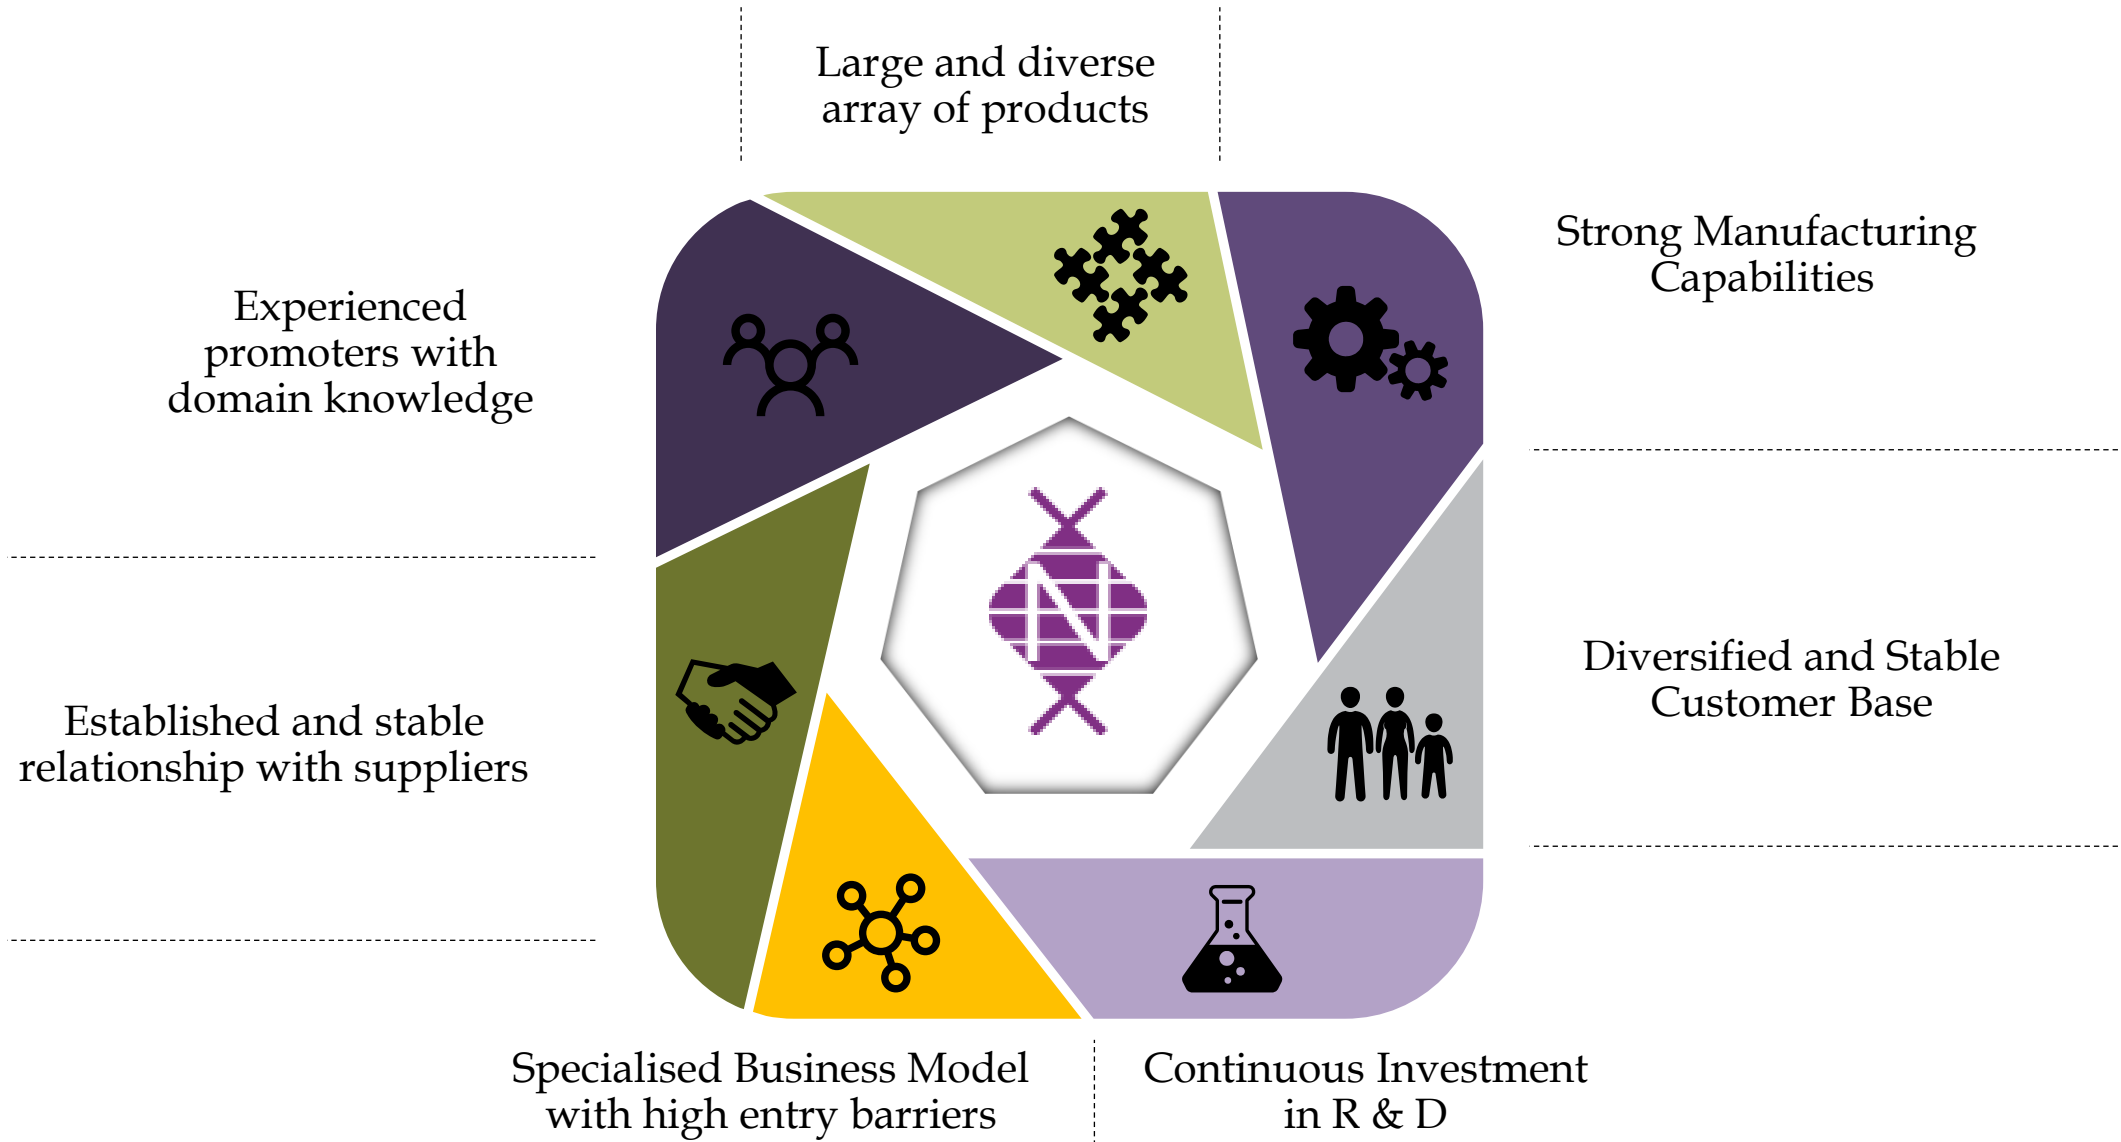 Large and diverse
array of products
Strong Manufacturing
Capabilities
Experienced
promoters with
domain knowledge
N
Diversified and Stable
Customer Base
Established and stable
relationship with suppliers
Specialised Business Model
with high entry barriers
Continuous Investment
in R & D